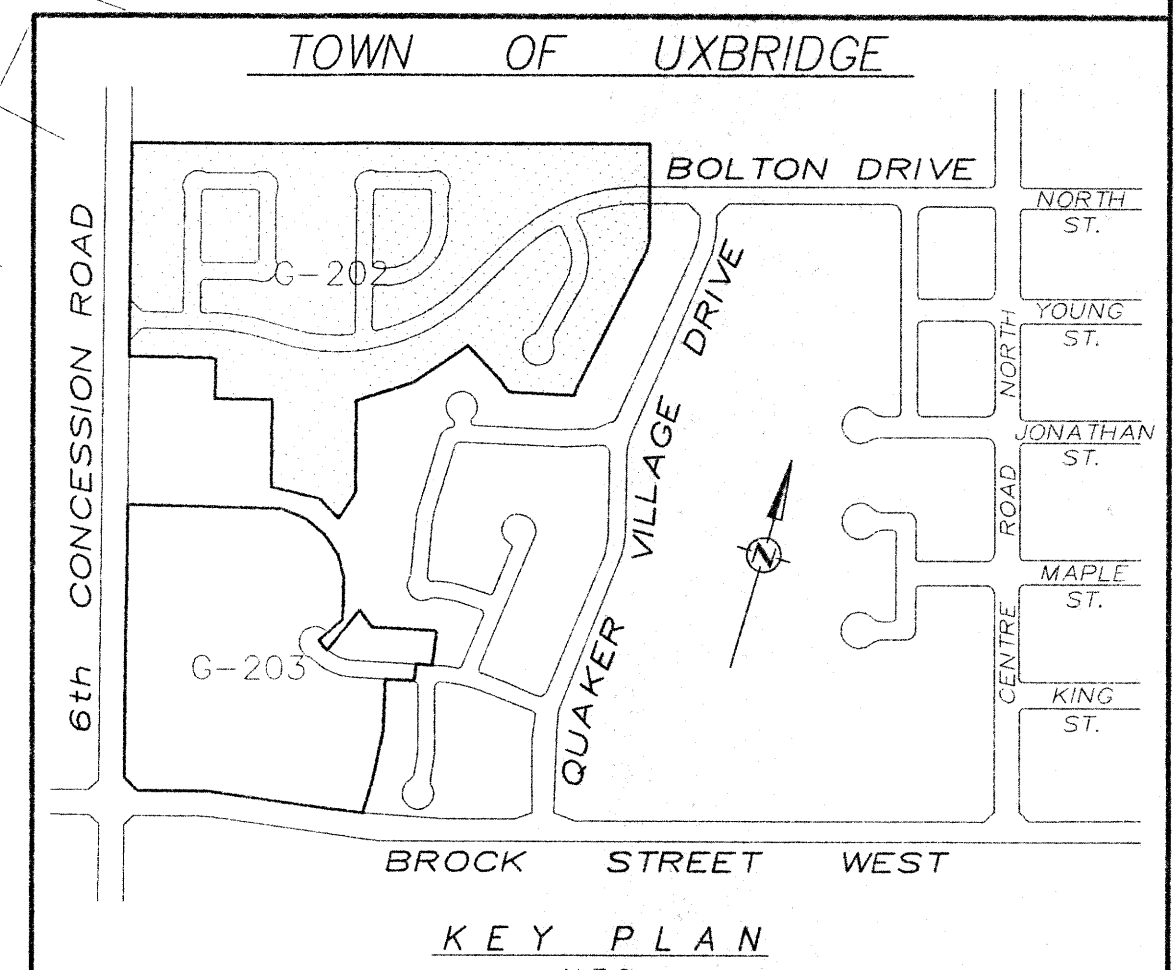 TOWN OF UXBRIDGE
BOLTON DRIVE
NORTH
ST.
G-202
6th CONCESSION ROAD
QUAKER VILLAGE DRIVE
YOUNG
ST.
JONATHAN
ST.
CENTRE ROAD NORTH
N
MAPLE
ST.
G-203
KING
ST.
BROCK STREET WEST
KEY PLAN